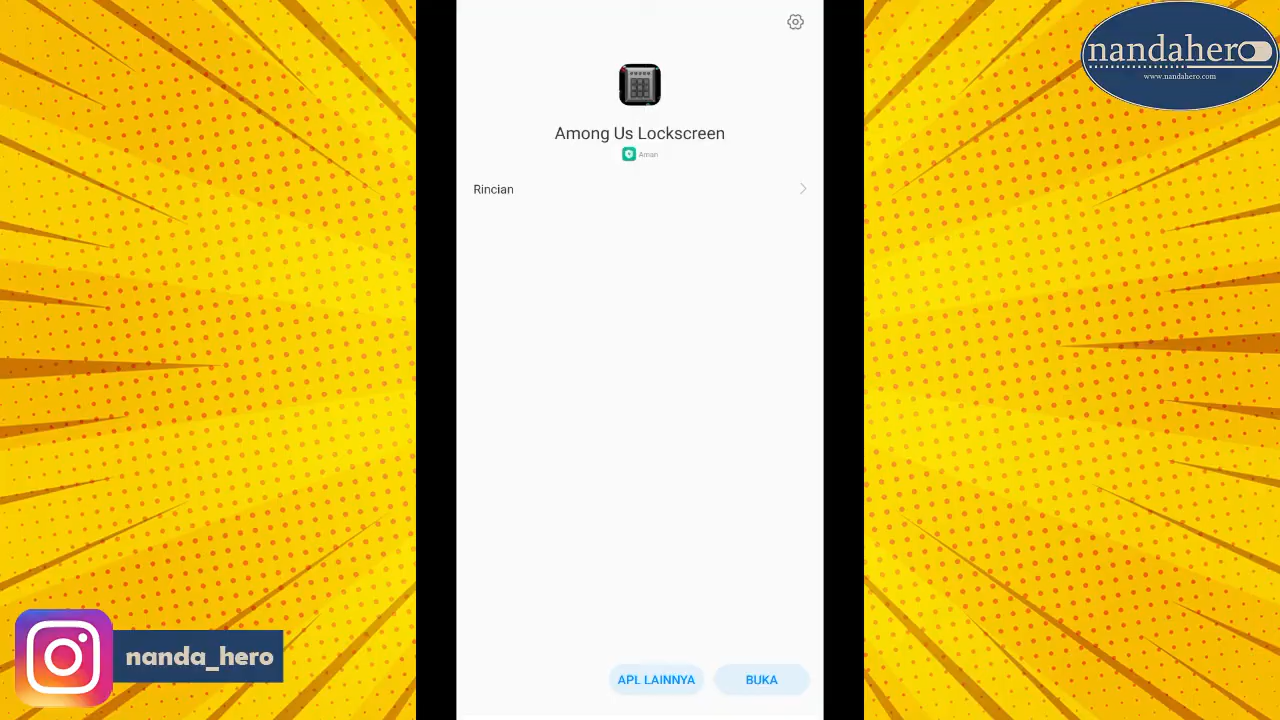 nandahero
www.nandahero.com
Among Us Lockscreen
Aman
Rincian
APL LAINNYA
BUKA
nanda_hero